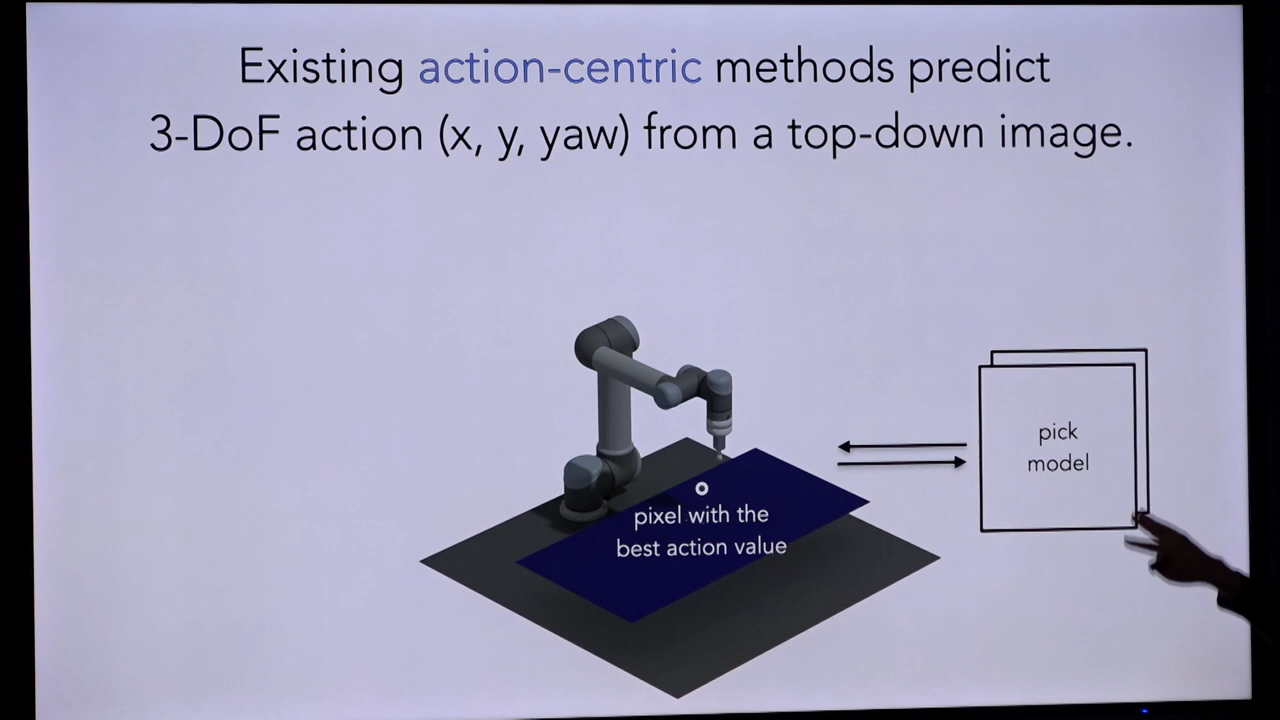 Existing action-centric methods predict
3-DoF action (x, y, yaw) from a top-down image.
pick
model
pixel with the
best action value